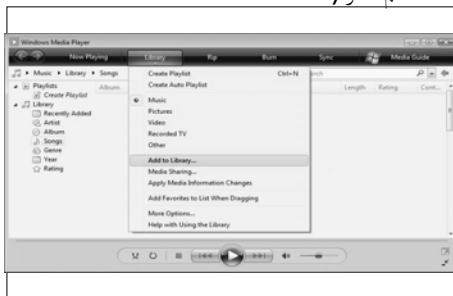 Windows Media Player
Now Playing Library Rip Burn Sync Media Guide
Music Library Songs
Playlists
Create Playlist
Library
Recently Added
Artist
Album
Songs
Genre
Year
Rating
Album
Create Playlist Ctrl+N
Create Auto Playlist
Music
Pictures
Video
Recorded TV
Other
Add to Library...
Media Sharing...
Apply Media Information Changes
Add Favorites to List When Dragging
More Options...
Help with Using the Library
Length Rating Cont...